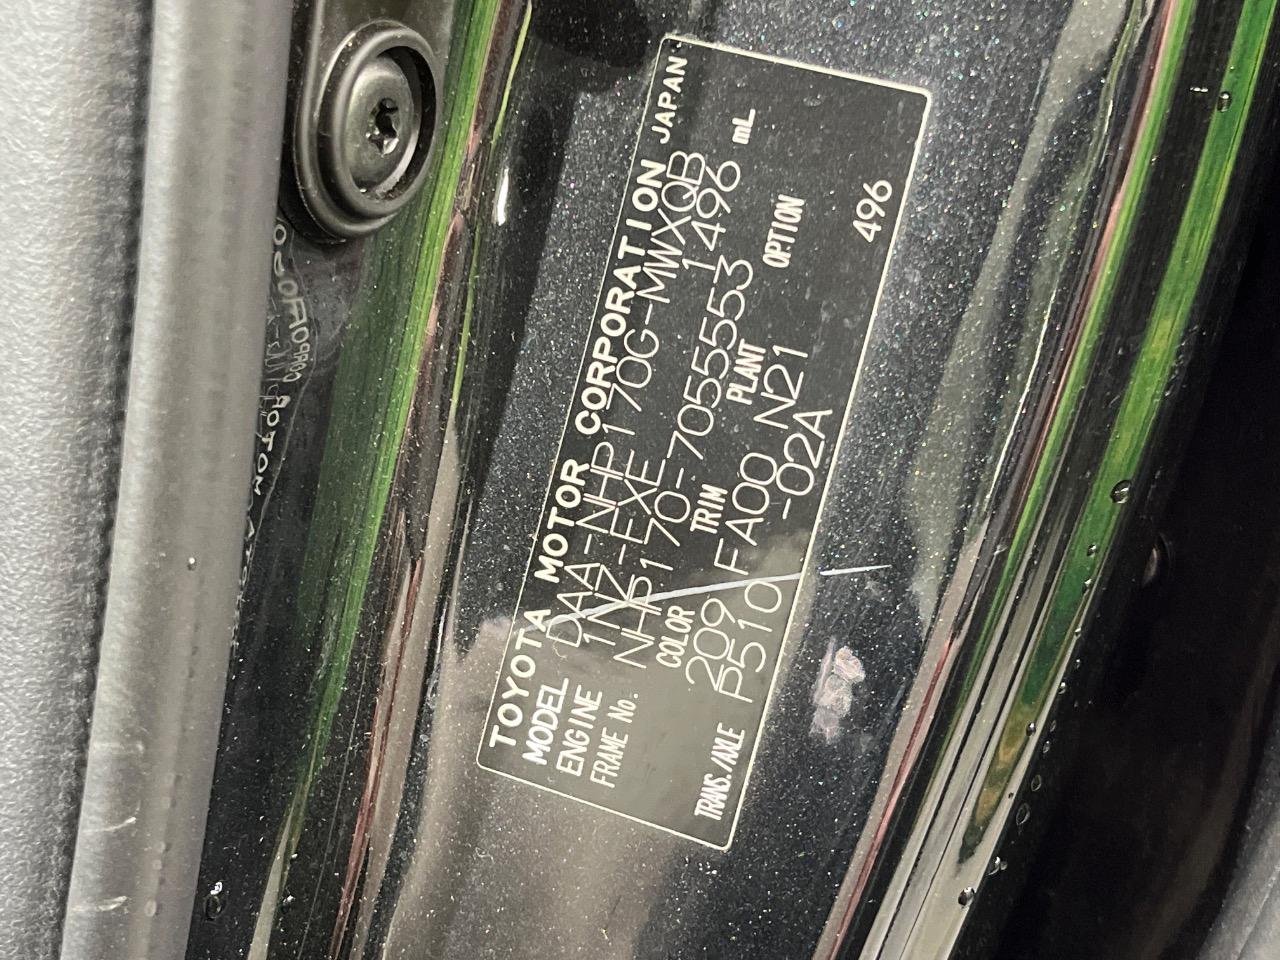 TOYOTA MOTOR CORPORATION JAPAN
MODEL DAA-NHP170G-MWXQB
ENGINE 1NZ-EXE 1496 mL
FRAME No. NHP170-7055553
COLOR TRIM PLANT OPTION
209 FA00 N21
TRANS./AXLE P510 -02A 496